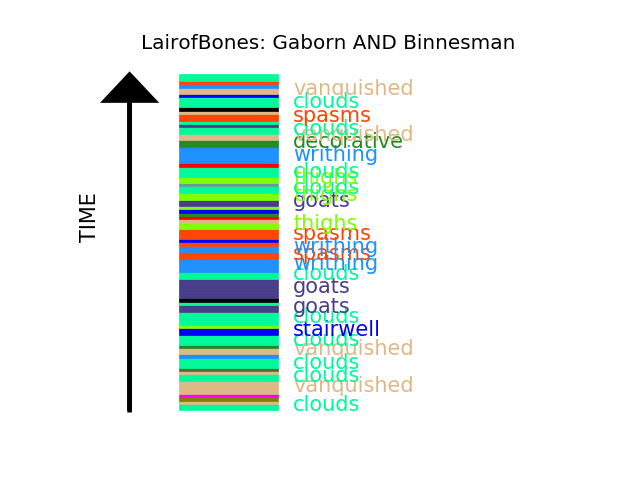 LairofBones: Gaborn AND Binnesman
TIME
vanquished
clouds
spasms
clouds
vanquished
decorative
writhing
clouds
thighs
clouds
thighs
goats
thighs
spasms
writhing
spasms
writhing
clouds
goats
goats
clouds
stairwell
clouds
vanquished
clouds
clouds
vanquished
clouds